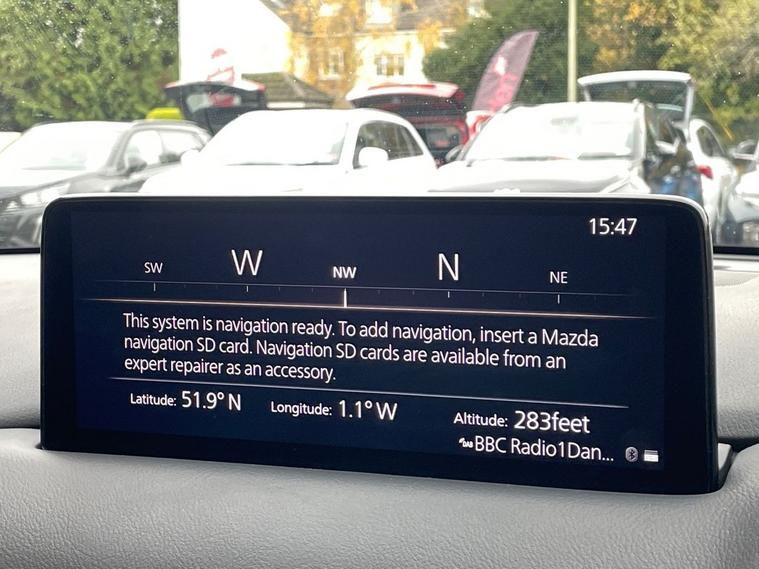 15:47
SW W NW N NE
This system is navigation ready. To add navigation, insert a Mazda
navigation SD card. Navigation SD cards are available from an
expert repairer as an accessory.
Latitude: 51.9° N Longitude: 1.1° W Altitude: 283feet
DAB BBC Radio1Dan...